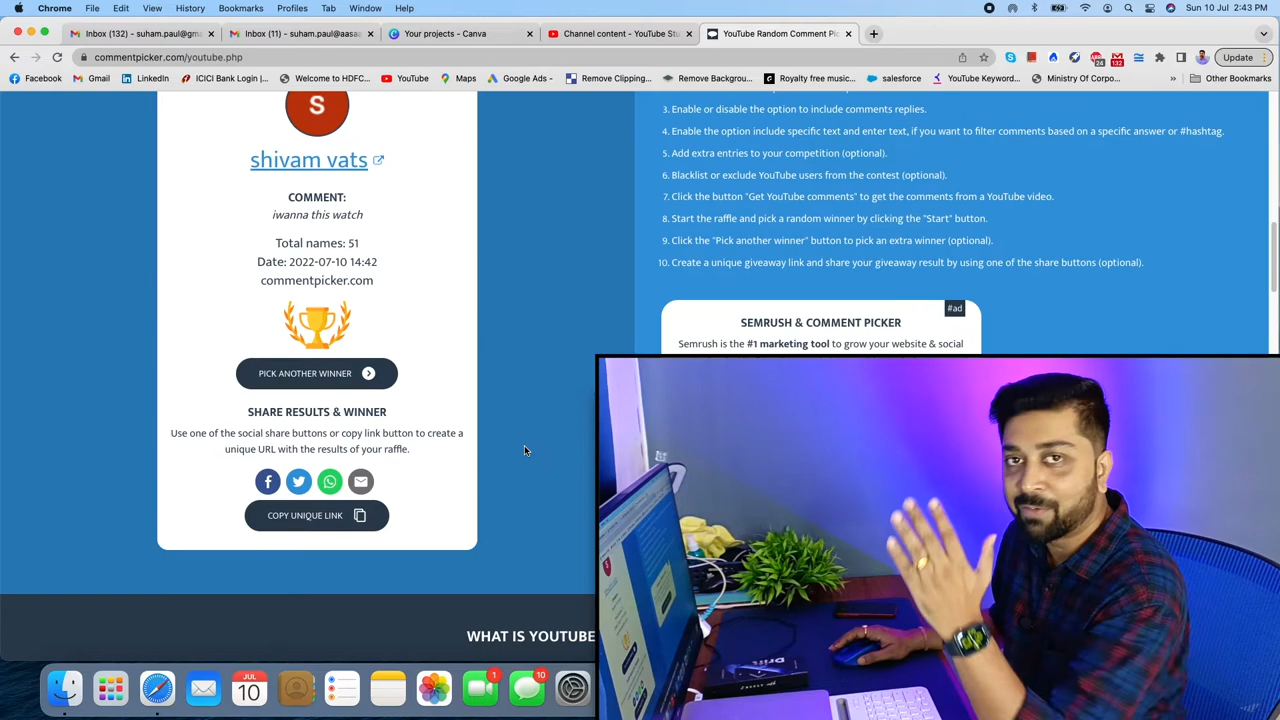 Chrome File Edit View History Bookmarks Profiles Tab Window Help
Sun 10 Jul 2:43 PM
Inbox (132) - suham.paul@gm
Inbox (11) - suham.paul@aasaa
Your projects - Canva
Channel content - YouTube Stu
YouTube Random Comment Pic
commentpicker.com/youtube.php
24
132
Update
Facebook
Gmail
LinkedIn
ICICI Bank Login |...
Welcome to HDFC...
YouTube
Maps
Google Ads -
Remove Clipping...
Remove Backgrou...
Royalty free music...
salesforce
YouTube Keyword...
Ministry Of Corpo...
»
Other Bookmarks
S
shivam vats
COMMENT:
iwanna this watch
Total names: 51
Date: 2022-07-10 14:42
commentpicker.com
PICK ANOTHER WINNER
SHARE RESULTS & WINNER
Use one of the social share buttons or copy link button to create a
unique URL with the results of your raffle.
COPY UNIQUE LINK
3. Enable or disable the option to include comments replies.
4. Enable the option include specific text and enter text, if you want to filter comments based on a specific answer or #hashtag.
5. Add extra entries to your competition (optional).
6. Blacklist or exclude YouTube users from the contest (optional).
7. Click the button "Get YouTube comments" to get the comments from a YouTube video.
8. Start the raffle and pick a random winner by clicking the "Start" button.
9. Click the "Pick another winner" button to pick an extra winner (optional).
10. Create a unique giveaway link and share your giveaway result by using one of the share buttons (optional).
#ad
SEMRUSH & COMMENT PICKER
Semrush is the #1 marketing tool to grow your website & social
WHAT IS YOUTUBE
JUL
10
1
10